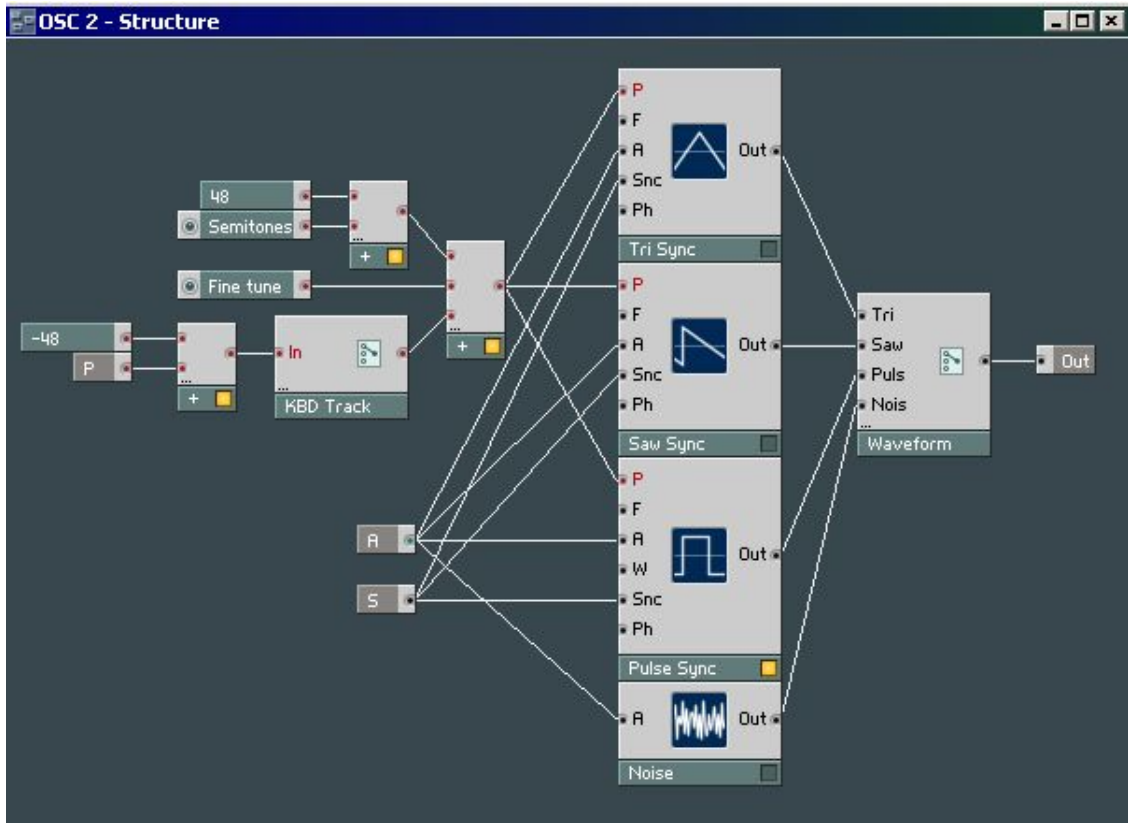 OSC 2 - Structure
P
F
A
Out
Snc
Ph
Tri Sync
48
Semitones
...
+
Fine tune
...
+
-48
P
...
+
In
...
KBD Track
P
F
A
Out
Snc
Ph
Saw Sync
Tri
Saw
Puls
Nois
...
Waveform
Out
P
F
A
Out
W
Snc
Ph
Pulse Sync
A
S
A
Out
Noise